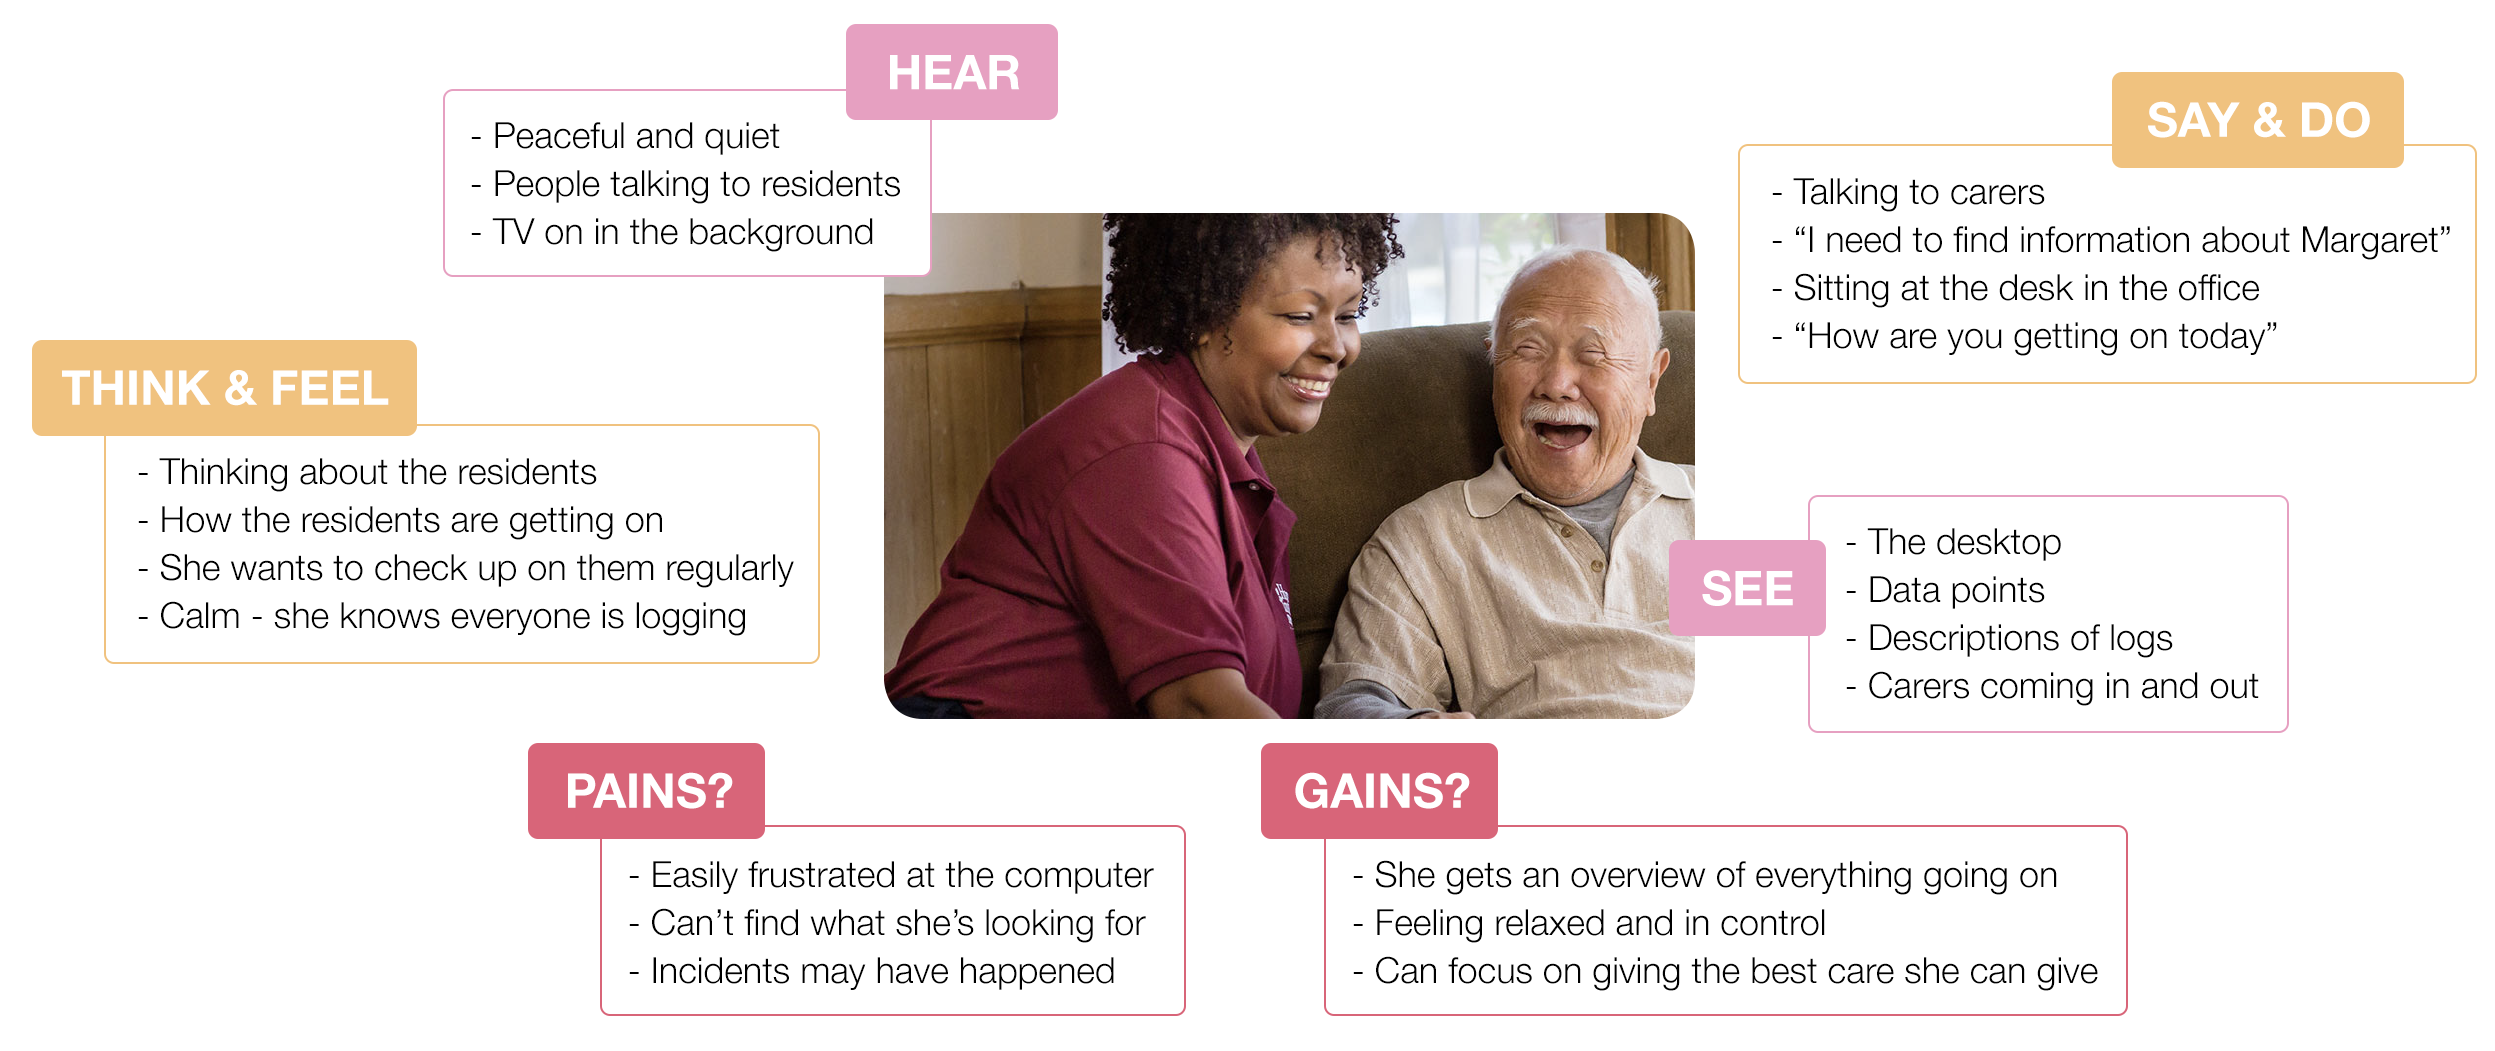 HEAR
- Peaceful and quiet
- People talking to residents
- TV on in the background
SAY & DO
- Talking to carers
- “I need to find information about Margaret”
- Sitting at the desk in the office
- “How are you getting on today”
THINK & FEEL
- Thinking about the residents
- How the residents are getting on
- She wants to check up on them regularly
- Calm - she knows everyone is logging
SEE
- The desktop
- Data points
- Descriptions of logs
- Carers coming in and out
PAINS?
- Easily frustrated at the computer
- Can’t find what she’s looking for
- Incidents may have happened
GAINS?
- She gets an overview of everything going on
- Feeling relaxed and in control
- Can focus on giving the best care she can give